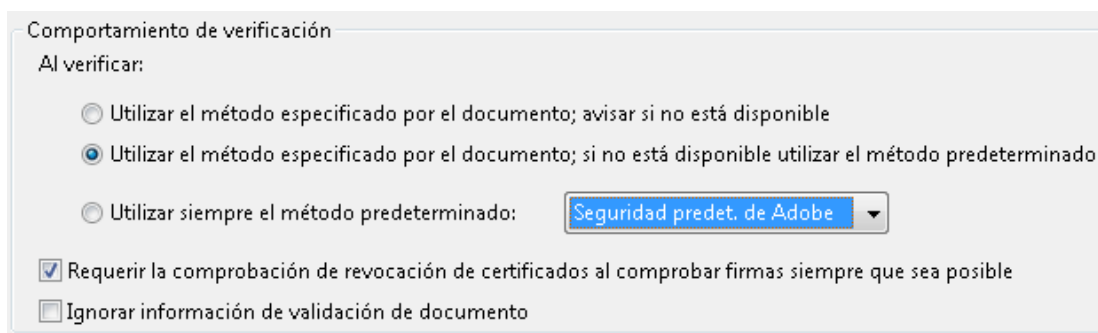 Comportamiento de verificación
Al verificar:
Utilizar el método especificado por el documento; avisar si no está disponible
Utilizar el método especificado por el documento; si no está disponible utilizar el método predeterminado
Utilizar siempre el método predeterminado: Seguridad predet. de Adobe
Requerir la comprobación de revocación de certificados al comprobar firmas siempre que sea posible
Ignorar información de validación de documento